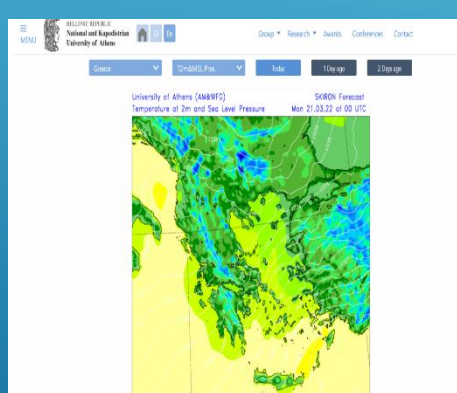 MENU
HELLENIC REPUBLIC
National and Kapodistrian
University of Athens
En
Group
Research
Awards
Conferences
Contact
Greece
T2m&MSL Pres.
Today
1 Day ago
2 Days ago
University of Athens (AM&WFG)
SKIRON Forecast
Temperature at 2m and Sea Level Pressure
Mon 21.03.22 at 00 UTC